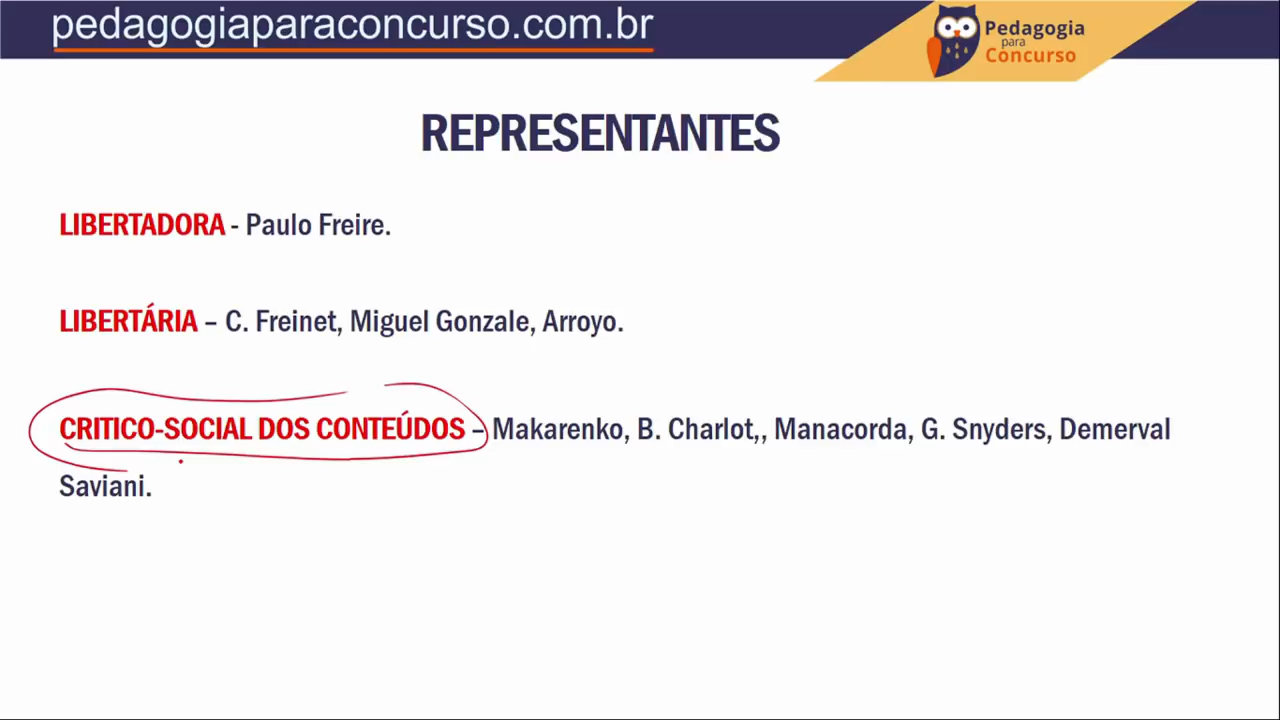 pedagogiaparaconcurso.com.br
Pedagogia
para
Concurso
REPRESENTANTES
LIBERTADORA - Paulo Freire.
LIBERTÁRIA – C. Freinet, Miguel Gonzale, Arroyo.
CRITICO-SOCIAL DOS CONTEÚDOS – Makarenko, B. Charlot,, Manacorda, G. Snyders, Demerval
Saviani.